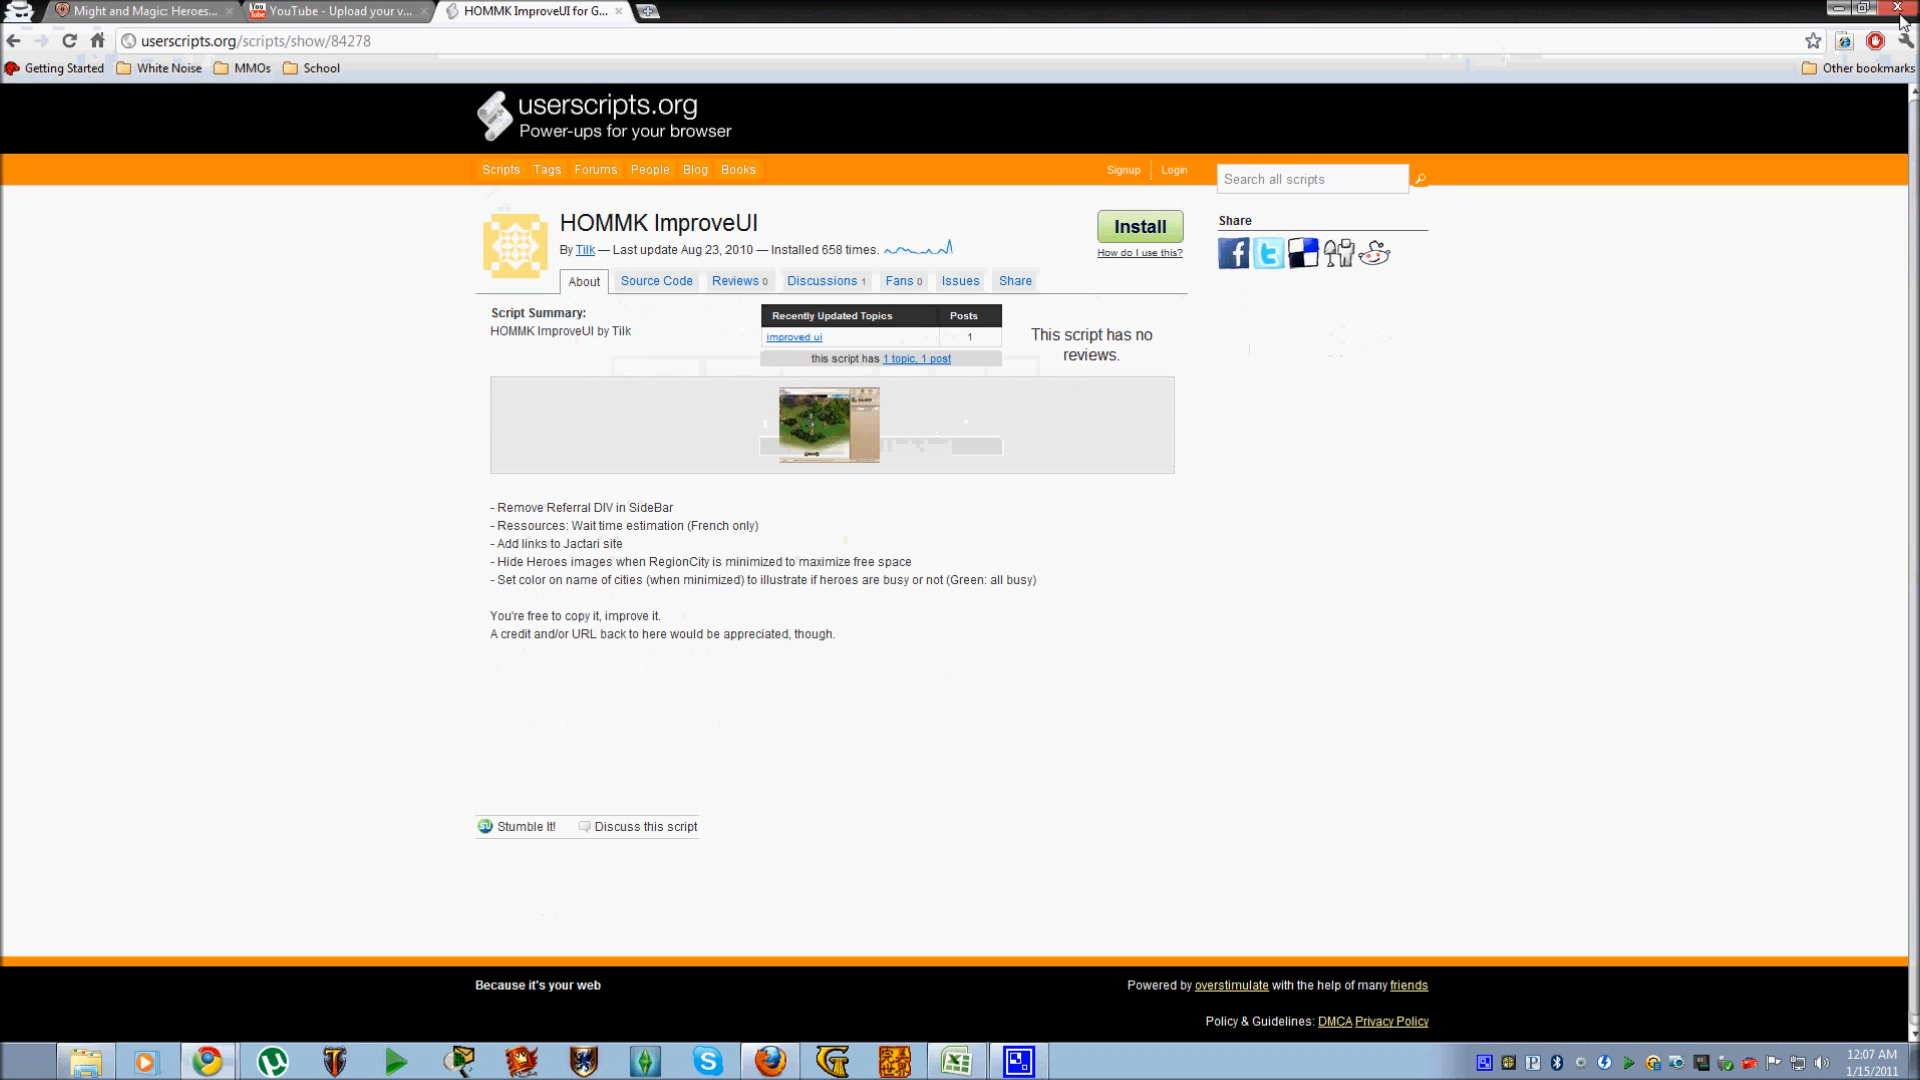 Might and Magic: Heroes...
YouTube - Upload your v...
HOMMK ImproveUI for G...
userscripts.org/scripts/show/84278
Getting Started
White Noise
MMOs
School
Other bookmarks
userscripts.org
Power-ups for your browser
Scripts
Tags
Forums
People
Blog
Books
Signup
Login
Search all scripts
HOMMK ImproveUI
By Tilk — Last update Aug 23, 2010 — Installed 658 times.
Install
How do I use this?
Share
About
Source Code
Reviews 0
Discussions 1
Fans 0
Issues
Share
Script Summary:
HOMMK ImproveUI by Tilk
Recently Updated Topics Posts
improved ui 1
this script has 1 topic, 1 post
This script has no
reviews.
- Remove Referral DIV in SideBar
- Ressources: Wait time estimation (French only)
- Add links to Jactari site
- Hide Heroes images when RegionCity is minimized to maximize free space
- Set color on name of cities (when minimized) to illustrate if heroes are busy or not (Green: all busy)
You're free to copy it, improve it.
A credit and/or URL back to here would be appreciated, though.
Stumble It!
Discuss this script
Because it's your web
Powered by overstimulate with the help of many friends
Policy & Guidelines: DMCA Privacy Policy
12:07 AM
1/15/2011